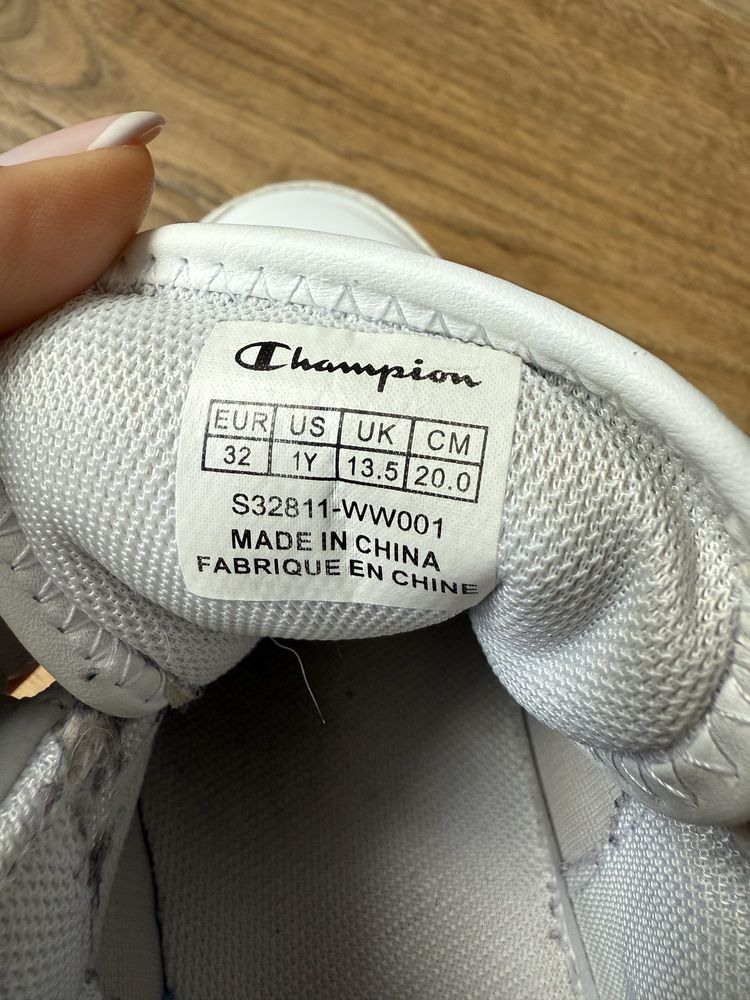 Champion
EUR US UK CM
32 1Y 13.5 20.0
S32811-WW001
MADE IN CHINA
FABRIQUE EN CHINE